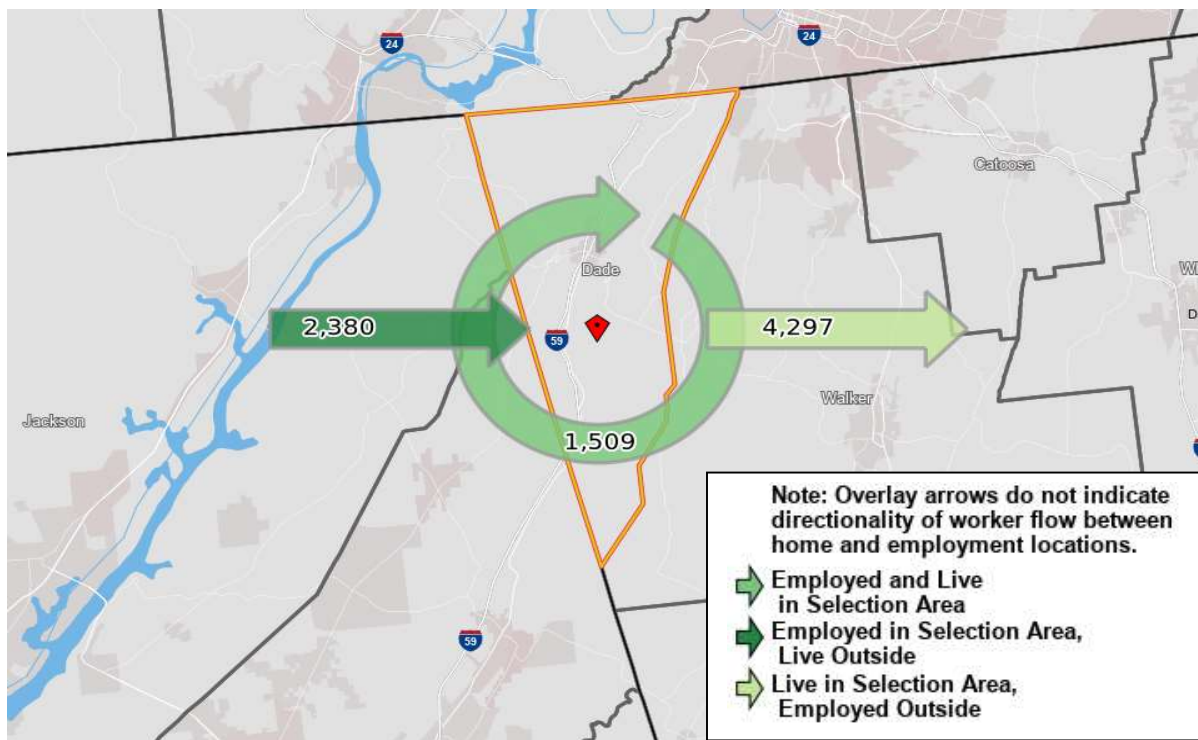 24
24
Catoosa
Wh
D
Dade
2,380
59
4,297
Jackson
Walker
1,509
59
Note: Overlay arrows do not indicate
directionality of worker flow between
home and employment locations.
Employed and Live
in Selection Area
Employed in Selection Area,
Live Outside
Live in Selection Area,
Employed Outside